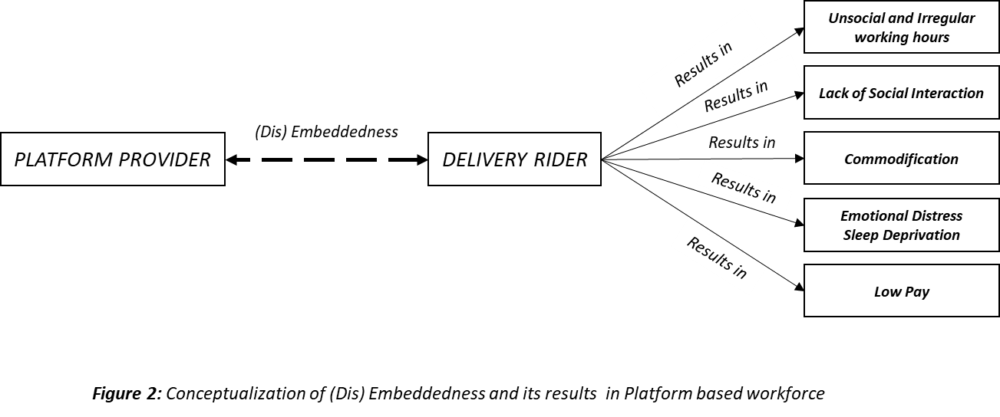 Unsocial and Irregular
working hours
Results in
Lack of Social Interaction
Results in
(Dis) Embeddedness
PLATFORM PROVIDER
DELIVERY RIDER
Results in
Commodification
Results in
Emotional Distress
Sleep Deprivation
Results in
Low Pay
Figure 2: Conceptualization of (Dis) Embeddedness and its results in Platform based workforce